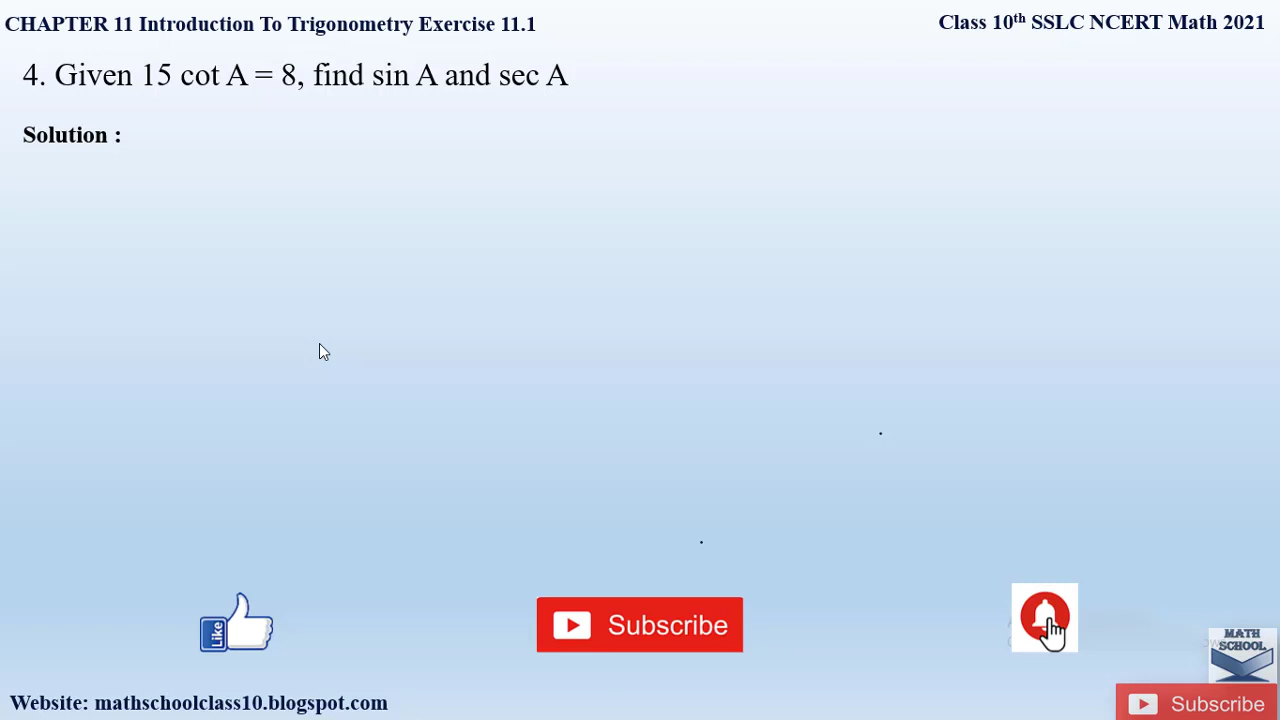 CHAPTER 11 Introduction To Trigonometry Exercise 11.1
Class 10th SSLC NCERT Math 2021
4. Given 15 cot A = 8, find sin A and sec A
Solution :
Like
Subscribe
MATH
SCHOOL
Website: mathschoolclass10.blogspot.com
Subscribe